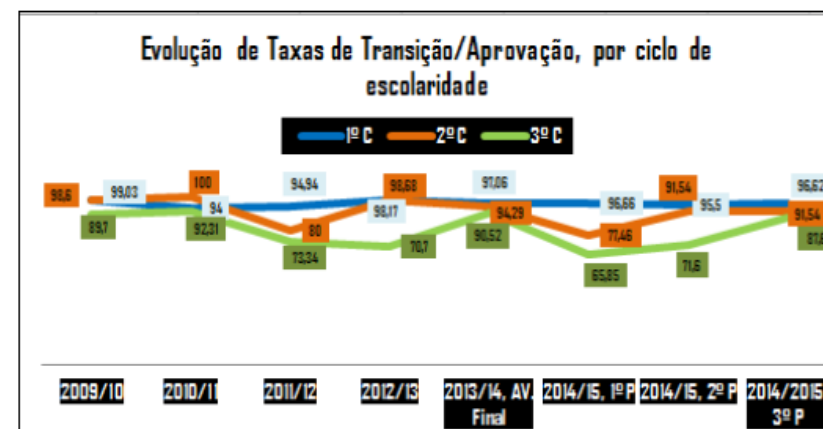 Evolução de Taxas de Transição/Aprovação, por ciclo de
escolaridade
1º C 2º C 3º C
98,6 99,03 100 94,94 98,68 97,06 91,54 96,62
94 98,17 94,29 96,66 95,5 91,54
89,7 92,31 80 90,52 77,46
73,34 70,7 65,85 71,6
2009/10 2010/11 2011/12 2012/13 2013/14, AV. 2014/15, 1º P 2014/15, 2º P 2014/2015
Final 3º P